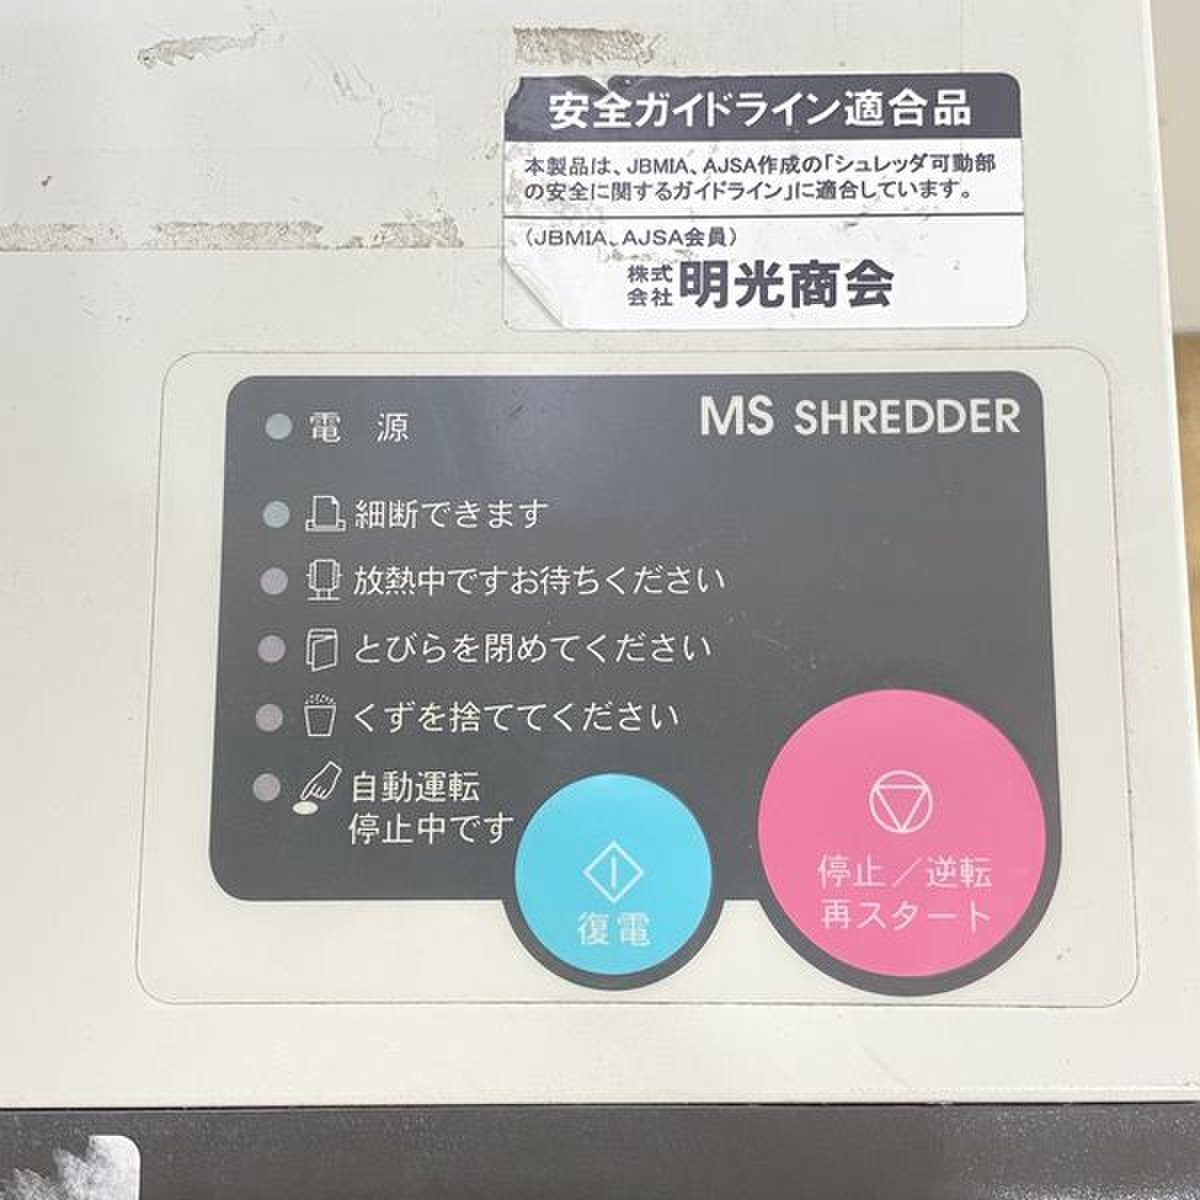 安全ガイドライン適合品
本製品は、JBMIA、AJSA作成の「シュレッダ可動部
の安全に関するガイドライン」に適合しています。
(JBMIA、AJSA会員)
株式
会社 明光商会
MS SHREDDER
電 源
細断できます
放熱中ですお待ちください
とびらを閉めてください
くずを捨ててください
自動運転
停止中です
復電
停止/逆転
再スタート